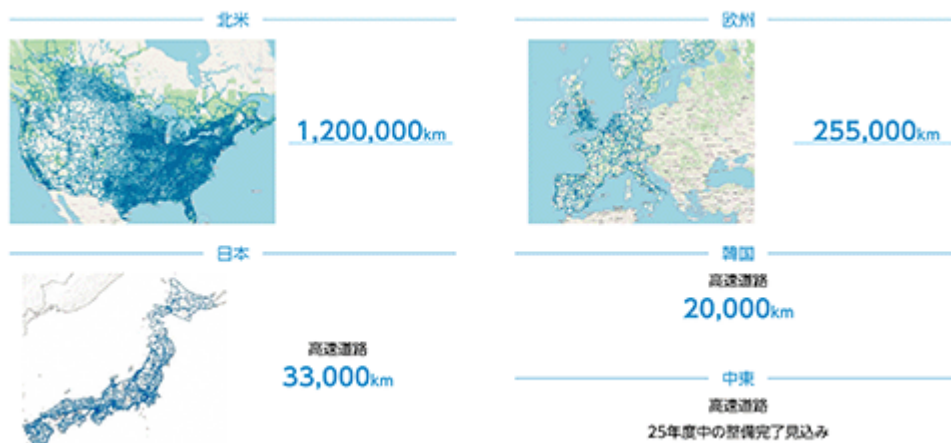 北米
1,200,000km
欧州
255,000km
日本
高速道路
33,000km
韓国
高速道路
20,000km
中東
高速道路
25年度中の整備完了見込み